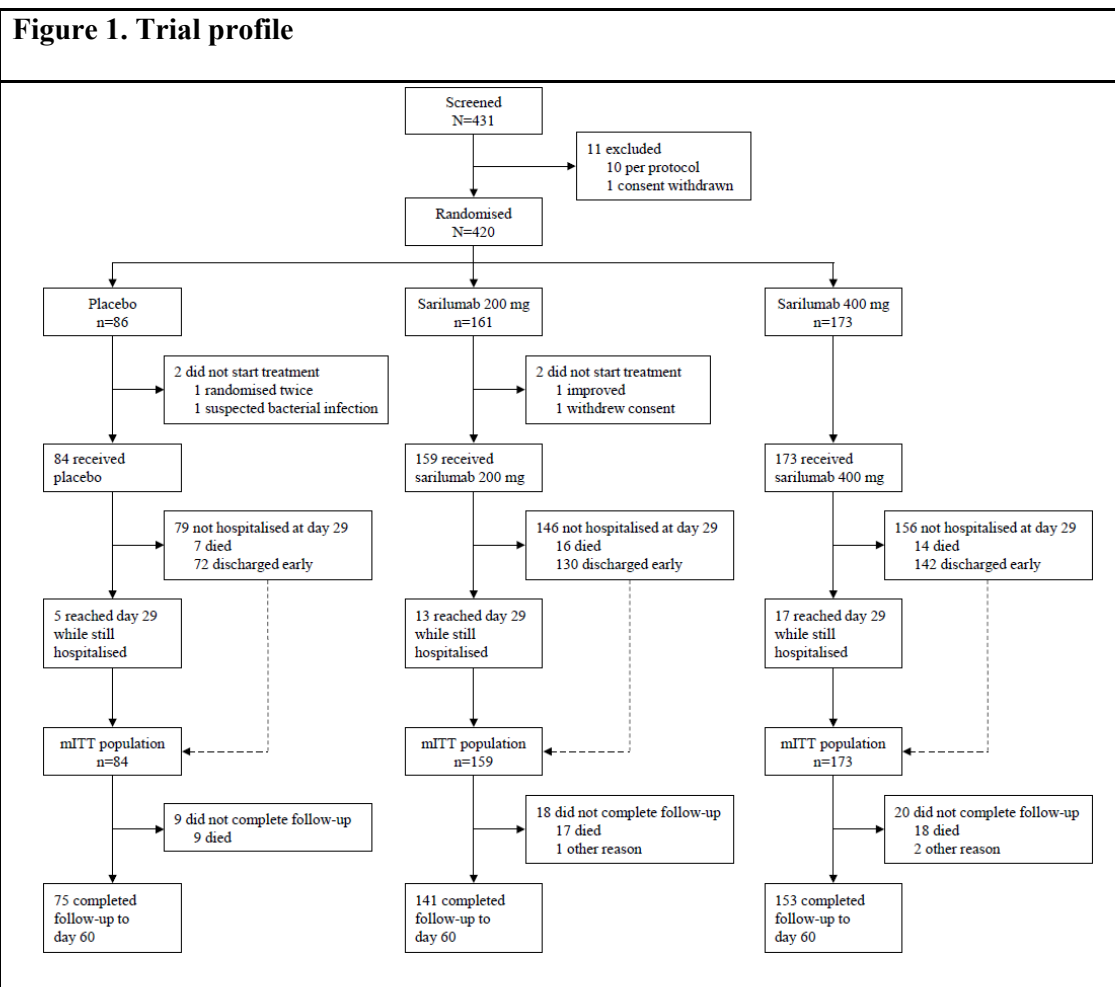 Figure 1. Trial profile
Screened
N=431
11 excluded
10 per protocol
1 consent withdrawn
Randomised
N=420
Placebo
n=86
Sarilumab 200 mg
n=161
Sarilumab 400 mg
n=173
2 did not start treatment
1 randomised twice
1 suspected bacterial infection
2 did not start treatment
1 improved
1 withdrew consent
84 received
placebo
159 received
sarilumab 200 mg
173 received
sarilumab 400 mg
79 not hospitalised at day 29
7 died
72 discharged early
146 not hospitalised at day 29
16 died
130 discharged early
156 not hospitalised at day 29
14 died
142 discharged early
5 reached day 29
while still
hospitalised
13 reached day 29
while still
hospitalised
17 reached day 29
while still
hospitalised
mITT population
n=84
mITT population
n=159
mITT population
n=173
9 did not complete follow-up
9 died
18 did not complete follow-up
17 died
1 other reason
20 did not complete follow-up
18 died
2 other reason
75 completed
follow-up to
day 60
141 completed
follow-up to
day 60
153 completed
follow-up to
day 60